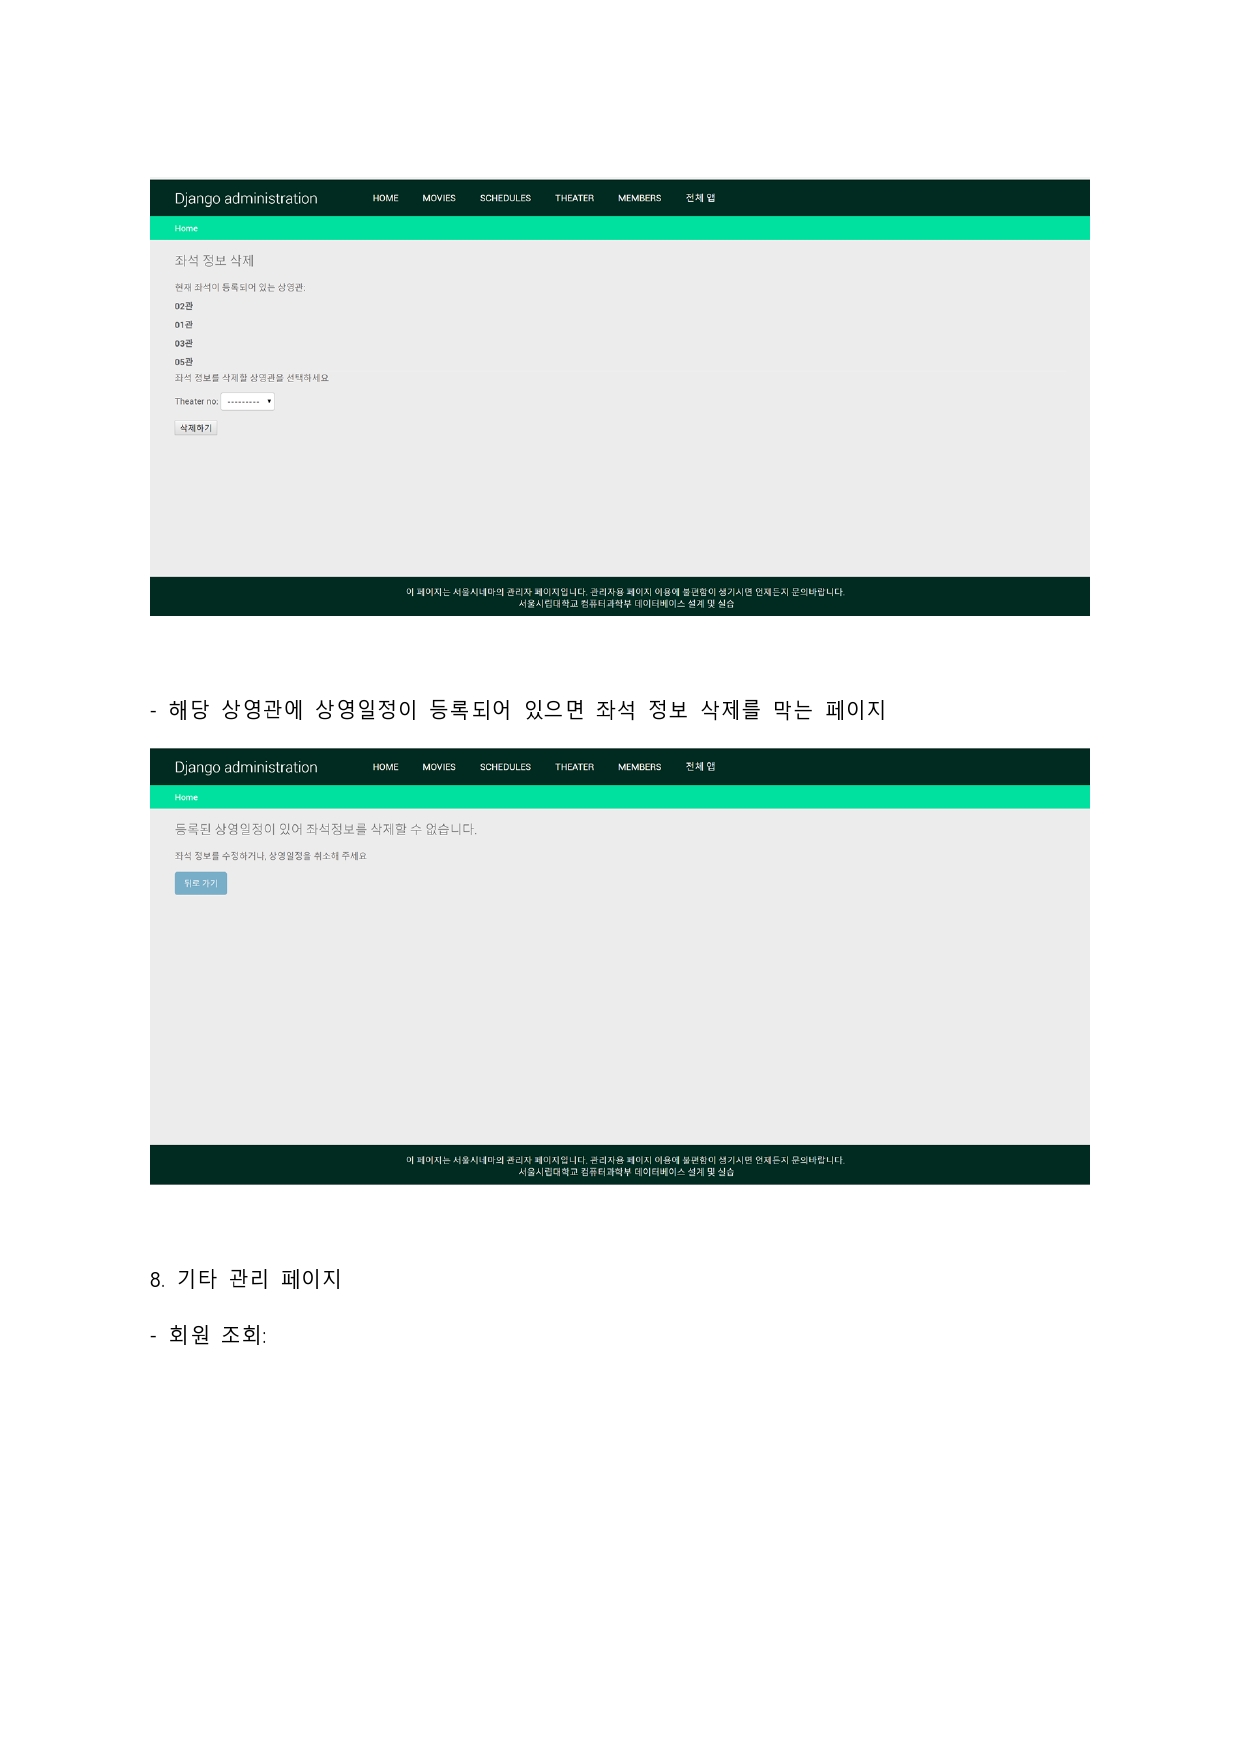 Django administration HOME MOVIES SCHEDULES THEATER MEMBERS 전체 앱
Home
좌석 정보 삭제
현재 좌석이 등록되어 있는 상영관:
02관
01관
03관
05관
좌석 정보를 삭제할 상영관을 선택하세요
Theater no: ---------
삭제하기
이 페이지는 서울시네마의 관리자 페이지입니다. 관리자용 페이지 이용에 불편함이 생기시면 언제든지 문의바랍니다.
서울시립대학교 컴퓨터과학부 데이터베이스 설계 및 실습
- 해당 상영관에 상영일정이 등록되어 있으면 좌석 정보 삭제를 막는 페이지
Django administration HOME MOVIES SCHEDULES THEATER MEMBERS 전체 앱
Home
등록된 상영일정이 있어 좌석정보를 삭제할 수 없습니다.
좌석 정보를 수정하거나, 상영일정을 취소해 주세요
뒤로 가기
이 페이지는 서울시네마의 관리자 페이지입니다. 관리자용 페이지 이용에 불편함이 생기시면 언제든지 문의바랍니다.
서울시립대학교 컴퓨터과학부 데이터베이스 설계 및 실습
8. 기타 관리 페이지
- 회원 조회: